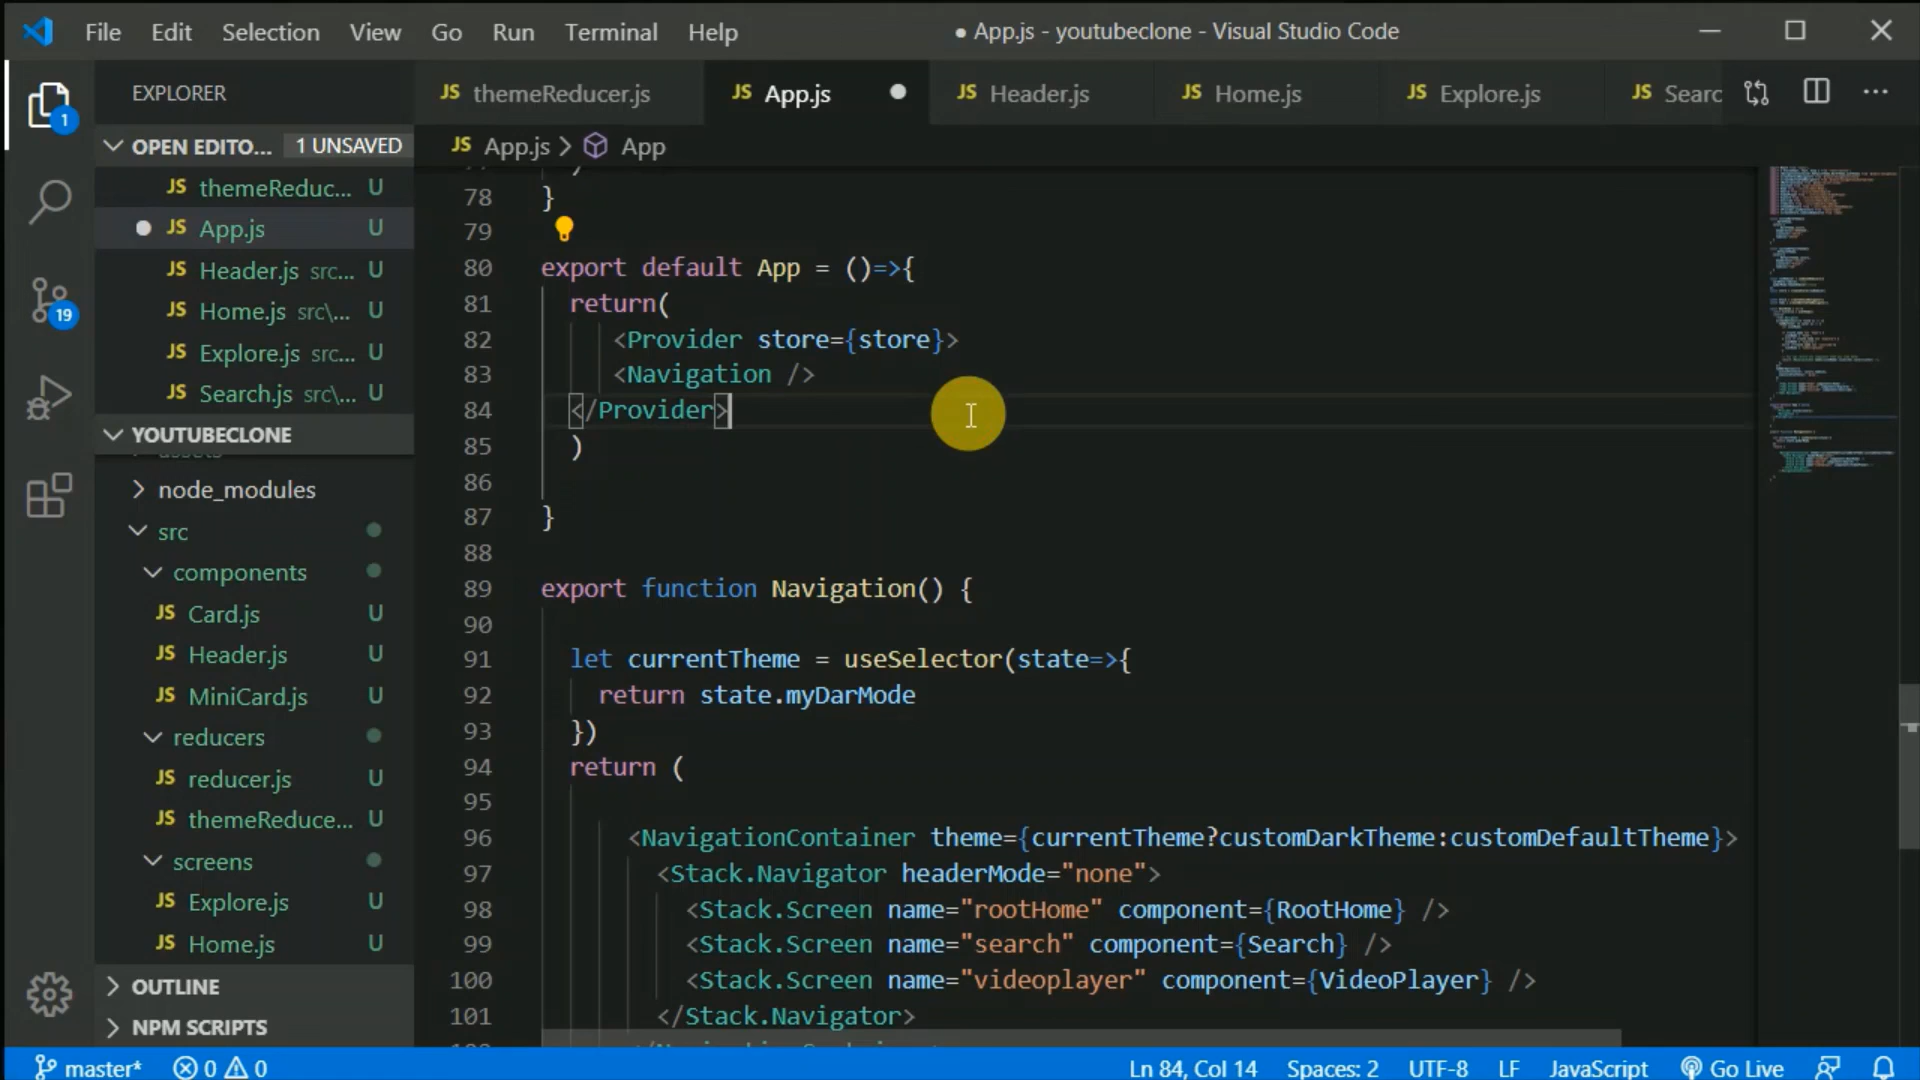 File Edit Selection View Go Run Terminal Help
● App.js - youtubeclone - Visual Studio Code
EXPLORER
JS themeReducer.js
JS App.js
JS Header.js
JS Home.js
JS Explore.js
JS Searc
OPEN EDITO... 1 UNSAVED
JS themeReduc... U
JS App.js U
JS Header.js src... U
JS Home.js src\... U
JS Explore.js src... U
JS Search.js src\... U
YOUTUBECLONE
assets
node_modules
src
components
JS Card.js U
JS Header.js U
JS MiniCard.js U
reducers
JS reducer.js U
JS themeReduce... U
screens
JS Explore.js U
JS Home.js U
OUTLINE
NPM SCRIPTS
1
19
JS App.js > App
78 }
79
80 export default App = ()=>{
81 return(
82 <Provider store={store}>
83 <Navigation />
84 </Provider>
85 )
86
87 }
88
89 export function Navigation() {
90
91 let currentTheme = useSelector(state=>{
92 return state.myDarMode
93 })
94 return (
95
96 <NavigationContainer theme={currentTheme?customDarkTheme:customDefaultTheme}>
97 <Stack.Navigator headerMode="none">
98 <Stack.Screen name="rootHome" component={RootHome} />
99 <Stack.Screen name="search" component={Search} />
100 <Stack.Screen name="videoplayer" component={VideoPlayer} />
101 </Stack.Navigator>
master* 0 0
Ln 84, Col 14 Spaces: 2 UTF-8 LF JavaScript Go Live